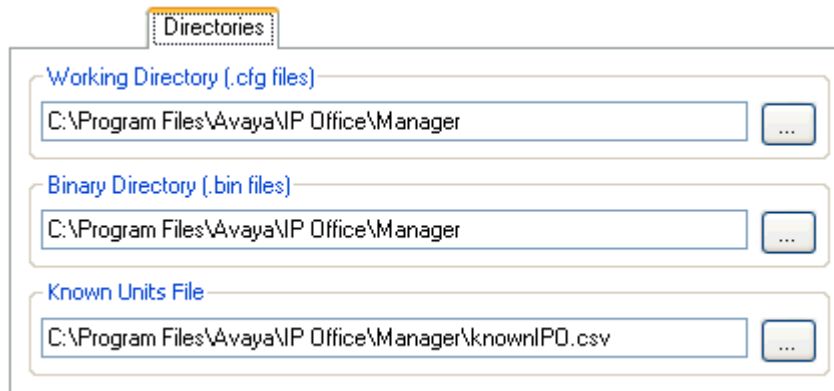 Directories
Working Directory (.cfg files)
C:\Program Files\Avaya\IP Office\Manager
...
Binary Directory (.bin files)
C:\Program Files\Avaya\IP Office\Manager
...
Known Units File
C:\Program Files\Avaya\IP Office\Manager\knownIPO.csv
...